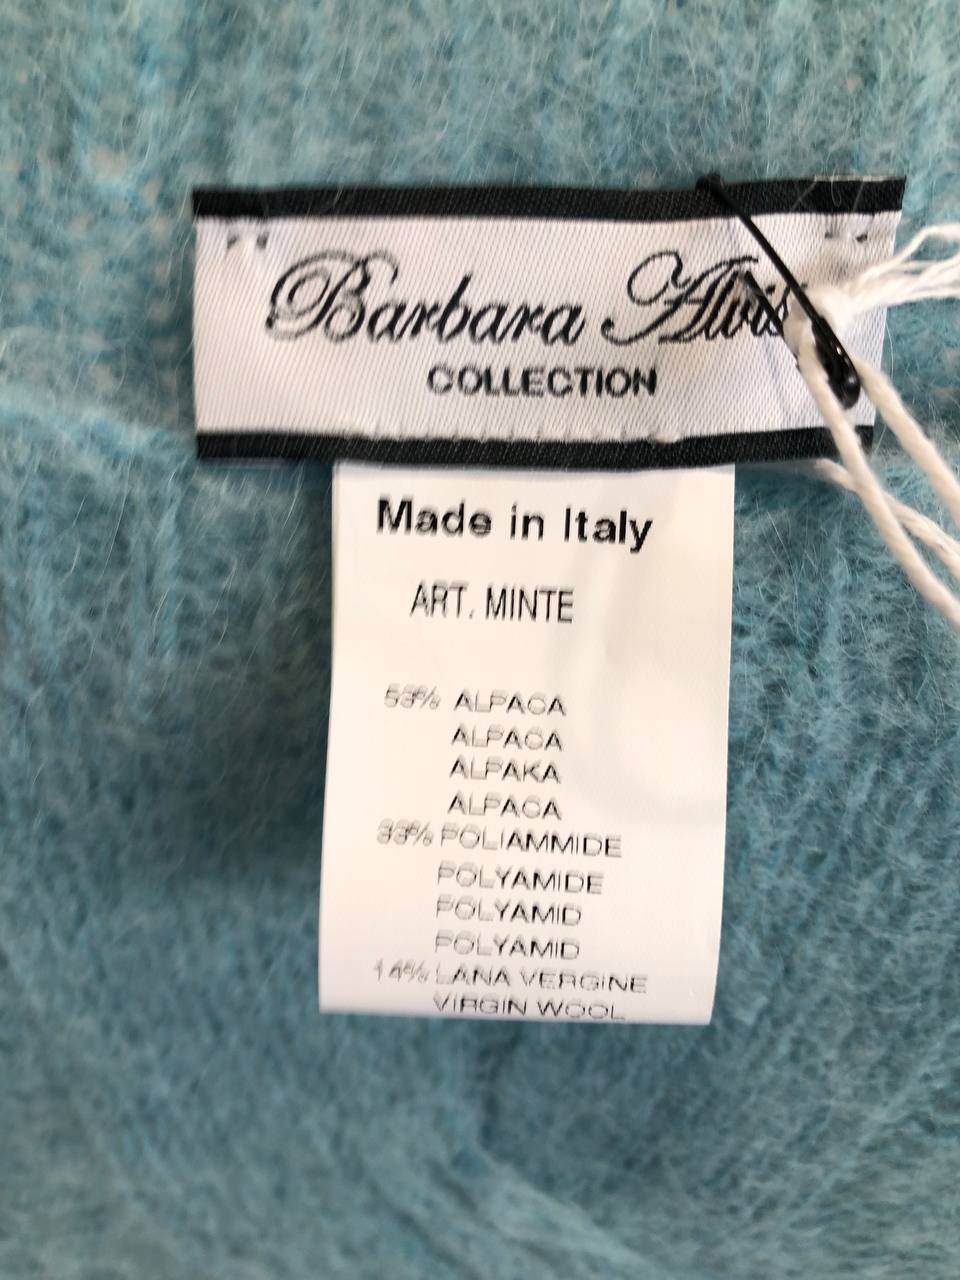 Barbara
COLLECTION
Made in Italy
ART. MINTE
53% ALPACA
ALPACA
ALPAKA
ALPACA
33% POLIAMMIDE
POLYAMIDE
POLYAMID
POLYAMID
14% LANA VERGINE
VIRGIN WOOL